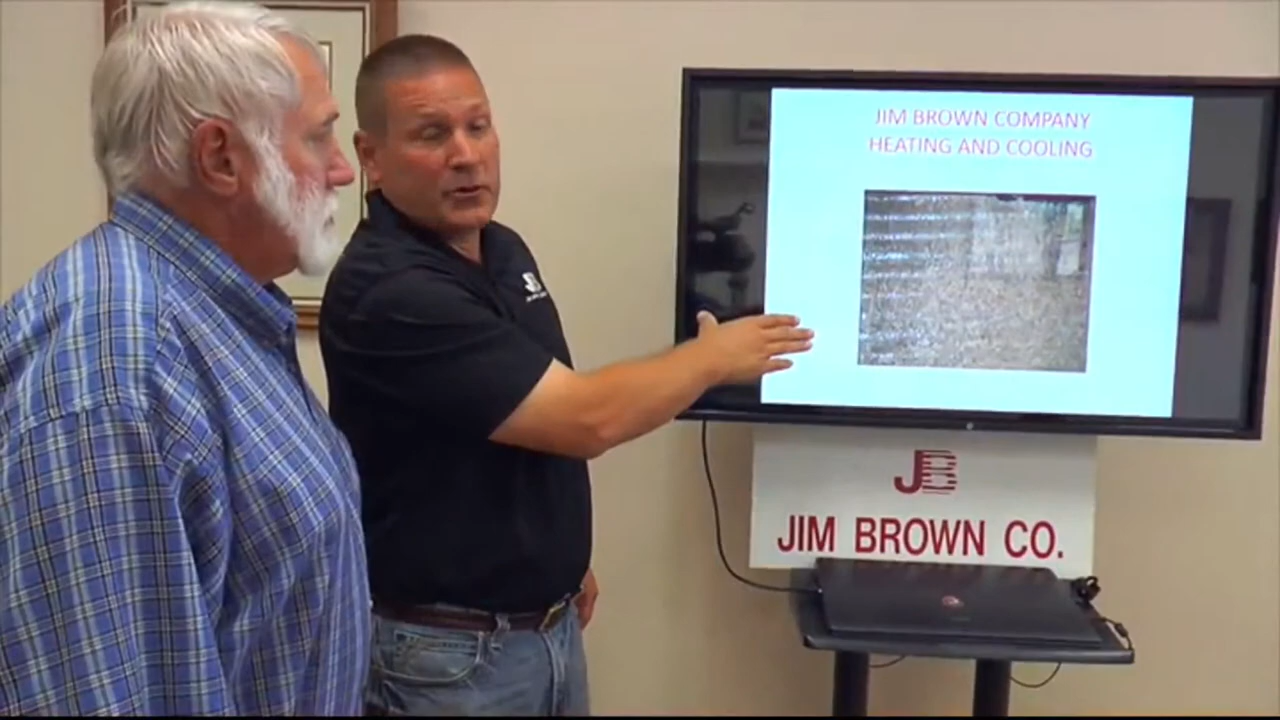 JIM BROWN COMPANY
HEATING AND COOLING
JB
JIM BROWN CO.